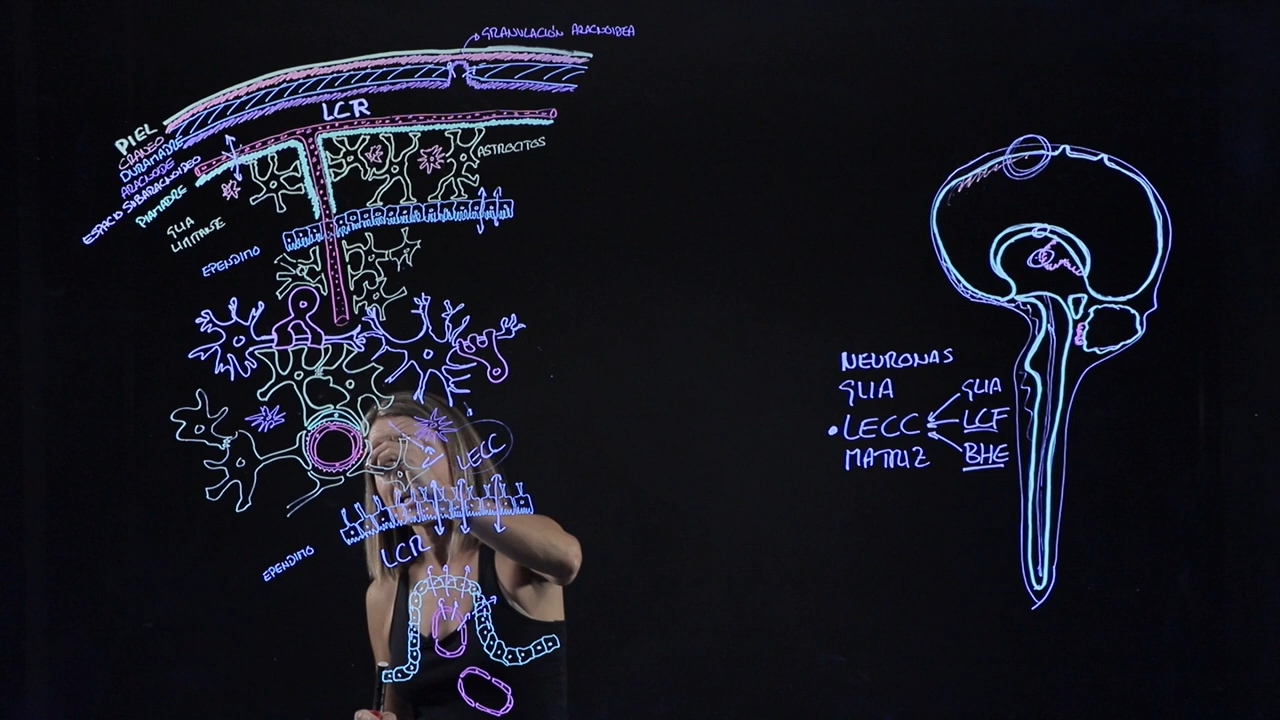 GRANULACIÓN ARACNOIDEA
LCR
PIEL
CRANEO
DURAMADRE
ARACNOIDE
ESPACIO SUBARACNOIDEO
PIAMADRE
GLIA
LIMITANTE
ASTROCITOS
EPENDIMO
LECC
EPENDIMO
LCR
NEURONAS
GLIA
• LECC
MATRIZ
GLIA
LCF
BHE